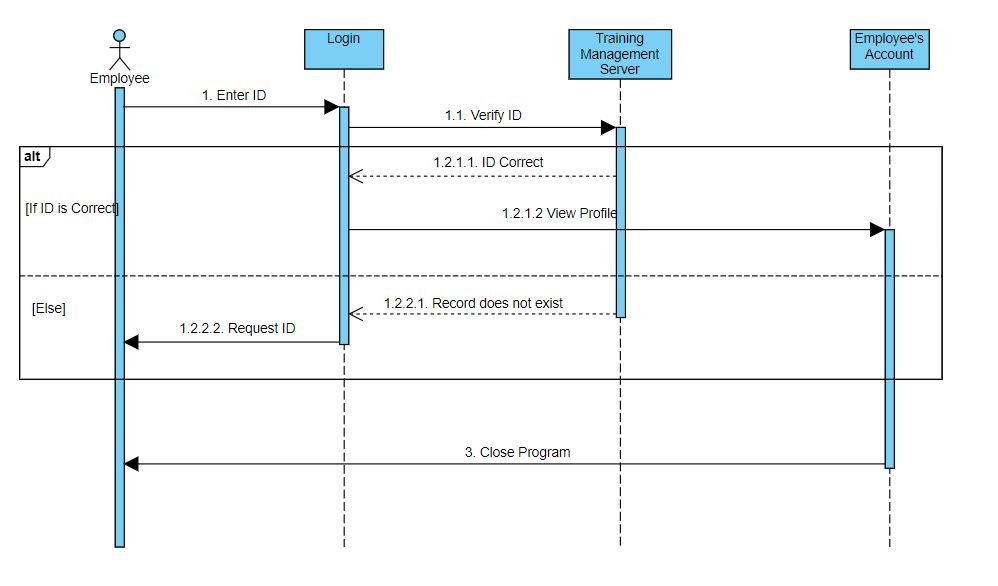 Login
Training
Management
Server
Employee's
Account
Employee
1. Enter ID
1.1. Verify ID
alt
1.2.1.1. ID Correct
[If ID is Correct]
1.2.1.2 View Profile
[Else]
1.2.2.1. Record does not exist
1.2.2.2. Request ID
3. Close Program